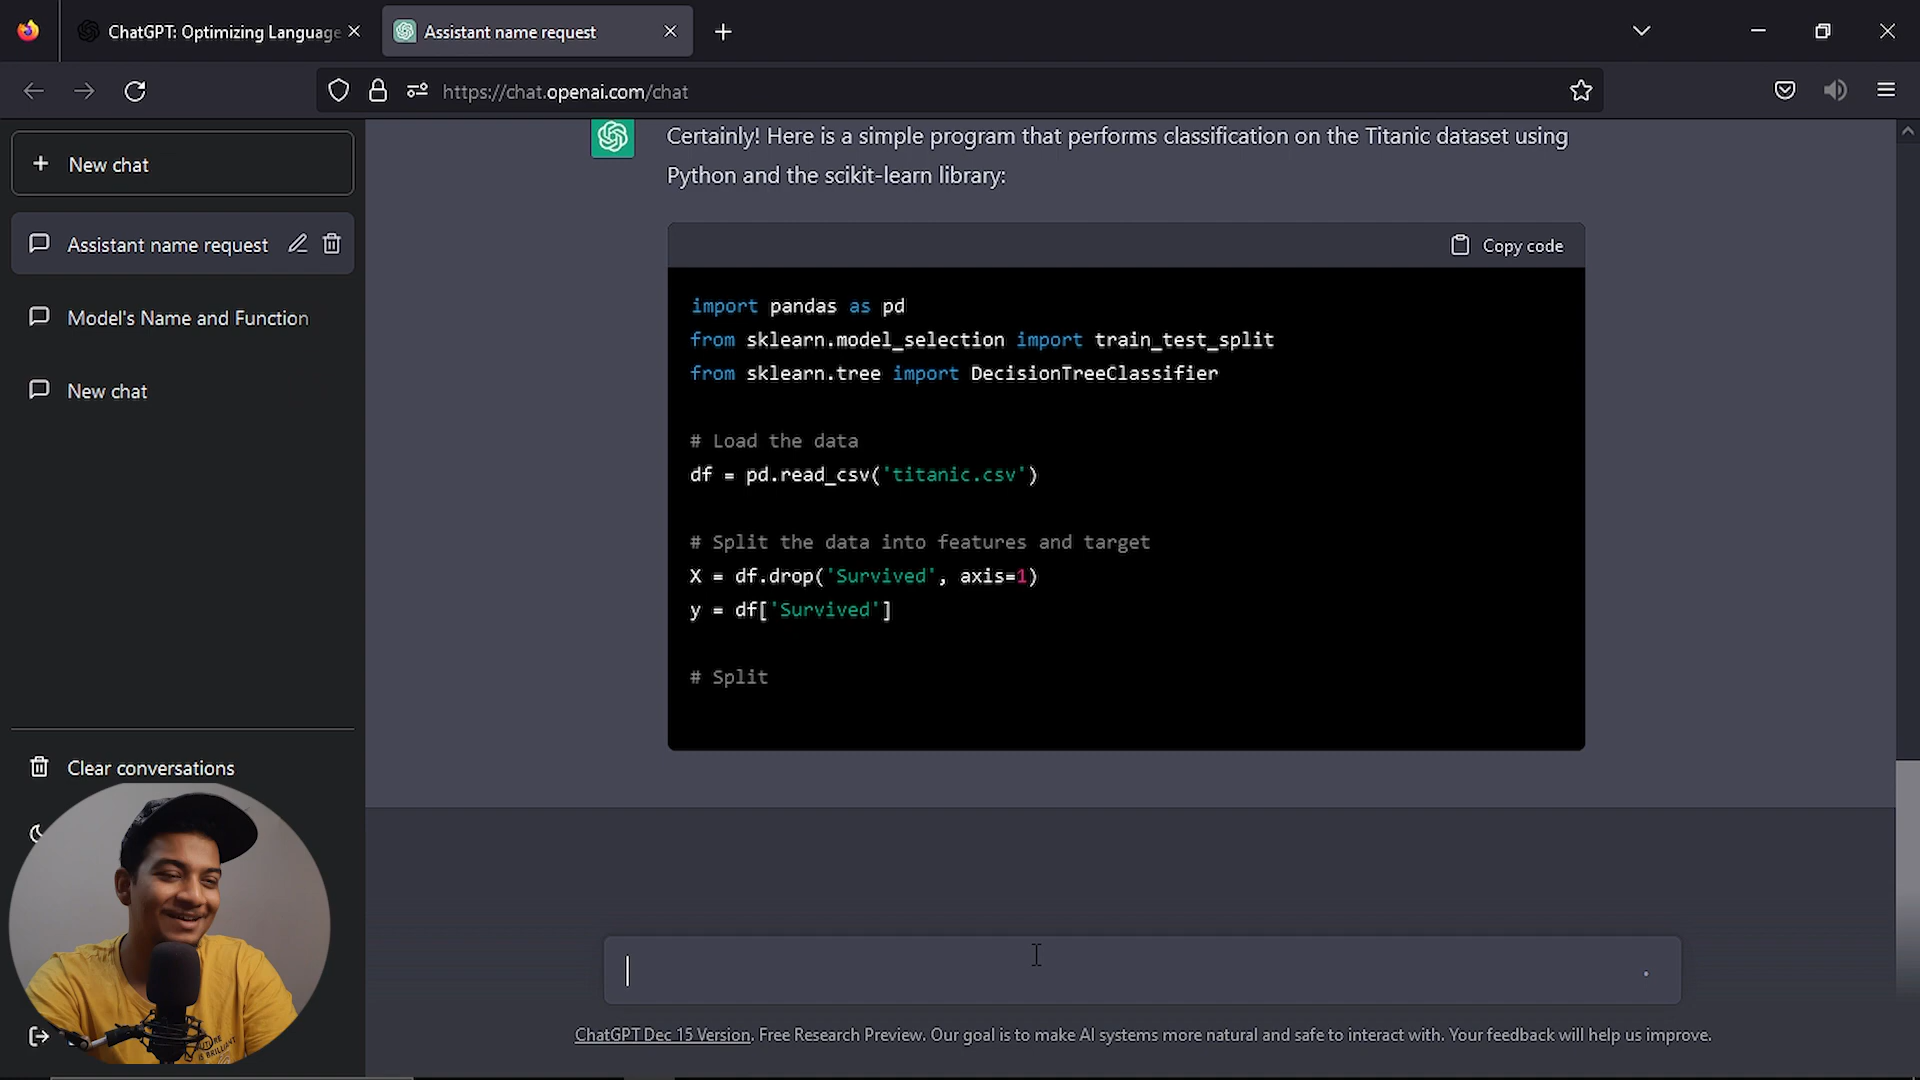 ChatGPT: Optimizing Language
Assistant name request
https://chat.openai.com/chat
New chat
Assistant name request
Model's Name and Function
New chat
Clear conversations
Certainly! Here is a simple program that performs classification on the Titanic dataset using
Python and the scikit-learn library:
Copy code
import pandas as pd
from sklearn.model_selection import train_test_split
from sklearn.tree import DecisionTreeClassifier
# Load the data
df = pd.read_csv('titanic.csv')
# Split the data into features and target
X = df.drop('Survived', axis=1)
y = df['Survived']
# Split
ChatGPT Dec 15 Version. Free Research Preview. Our goal is to make AI systems more natural and safe to interact with. Your feedback will help us improve.